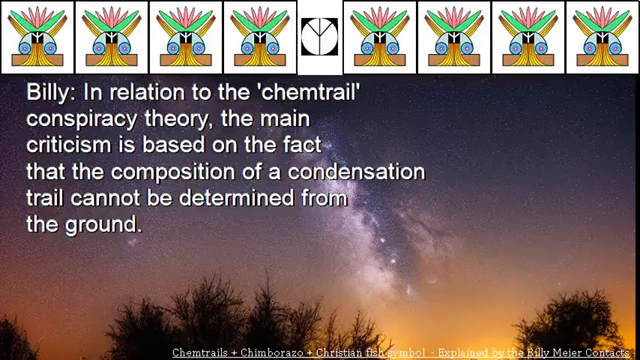 Billy: In relation to the 'chemtrail'
conspiracy theory, the main
criticism is based on the fact
that the composition of a condensation
trail cannot be determined from
the ground.
Chemtrails + Chimborazo + Christian fish symbol - Explained by the Billy Meier Contacts